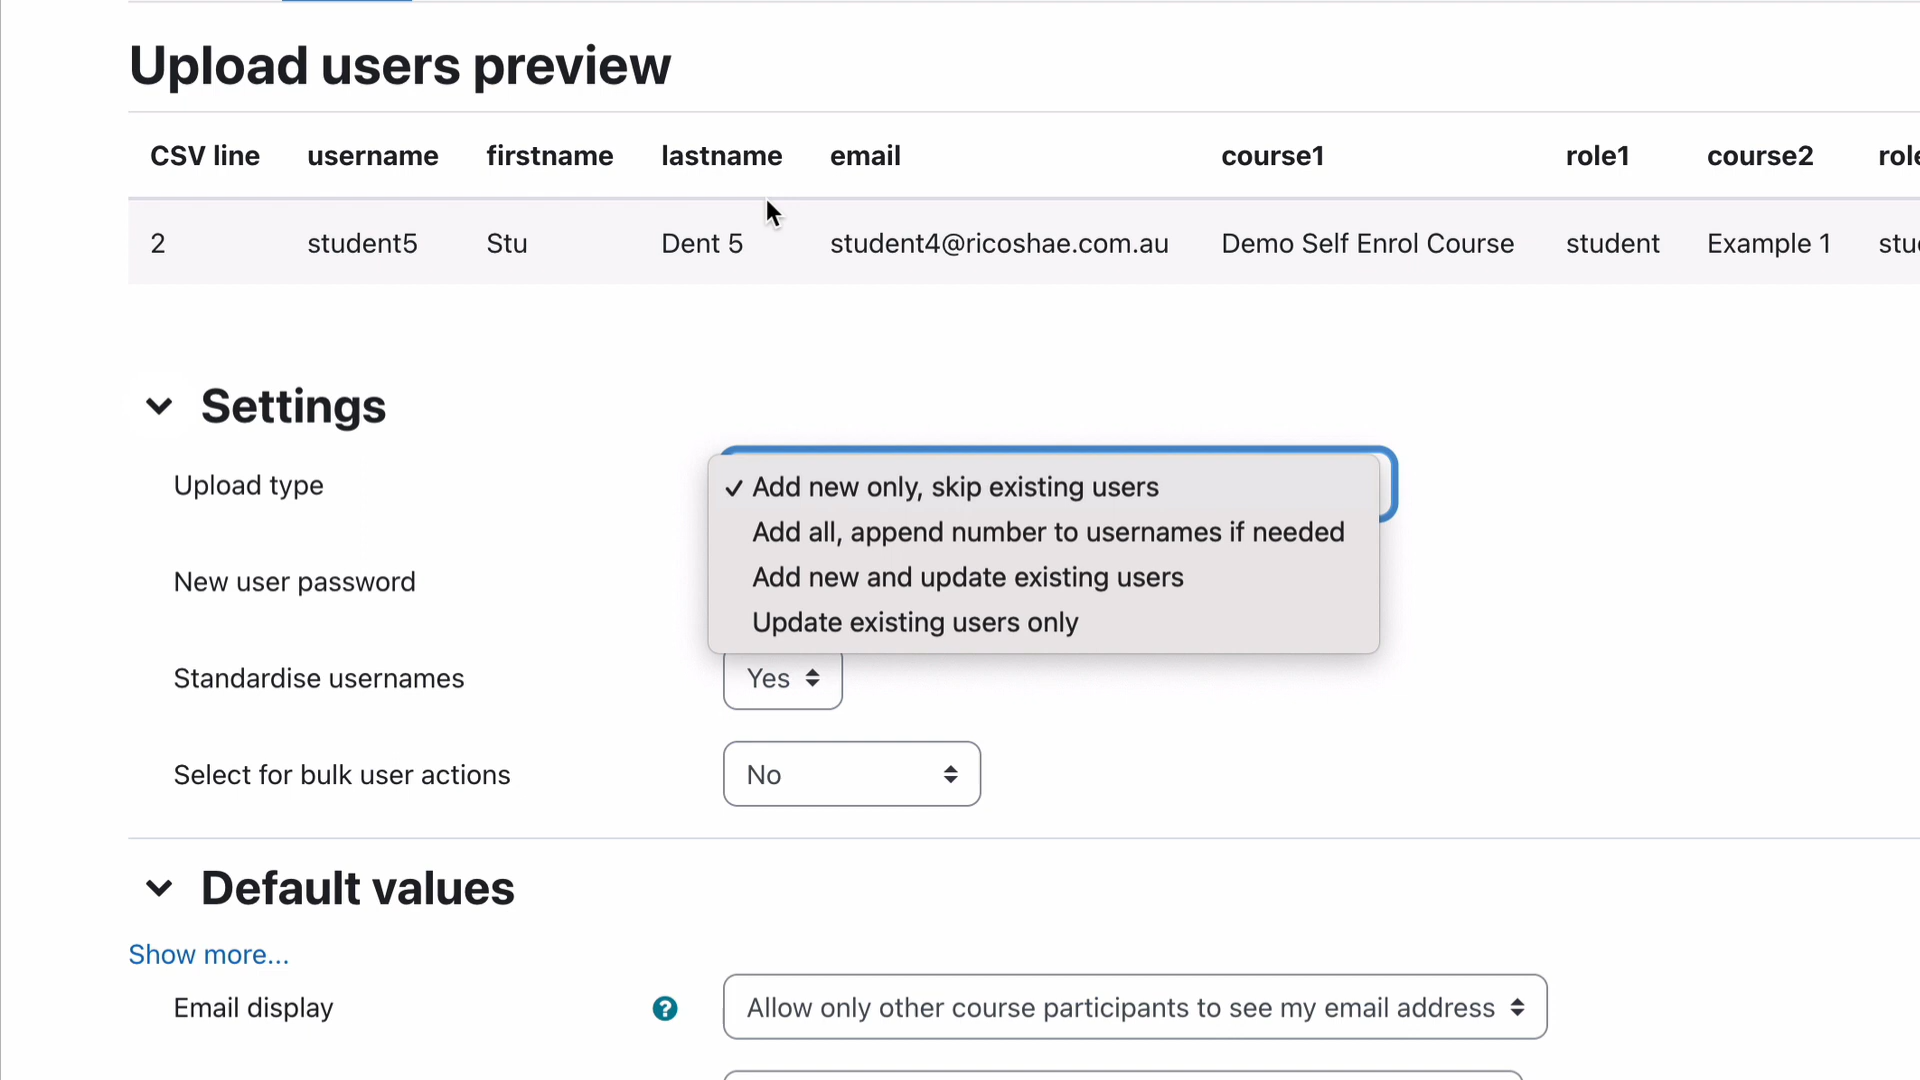 Upload users preview
CSV line username firstname lastname email course1 role1 course2 role
2 student5 Stu Dent 5 student4@ricoshae.com.au Demo Self Enrol Course student Example 1 stu
Settings
Upload type
✓ Add new only, skip existing users
Add all, append number to usernames if needed
Add new and update existing users
Update existing users only
New user password
Standardise usernames Yes
Select for bulk user actions No
Default values
Show more...
Email display ? Allow only other course participants to see my email address